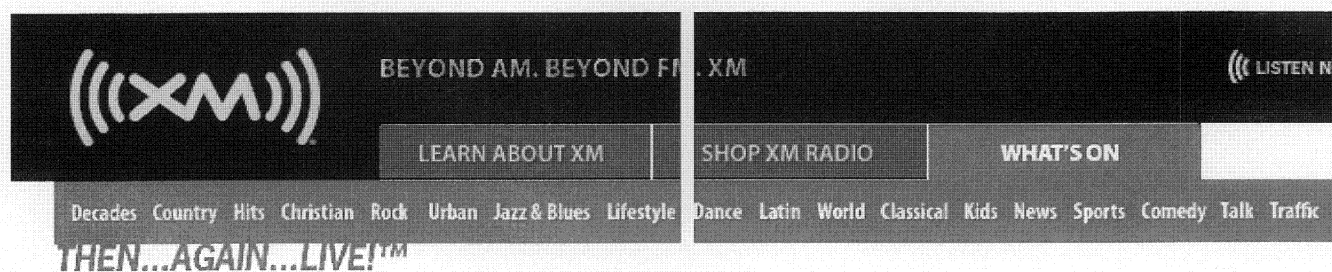 ((( XM )))
BEYOND AM. BEYOND FM. XM
((( LISTEN N
LEARN ABOUT XM SHOP XM RADIO WHAT'S ON
Decades Country Hits Christian Rock Urban Jazz & Blues Lifestyle Dance Latin World Classical Kids News Sports Comedy Talk Traffic
THEN...AGAIN...LIVE!™